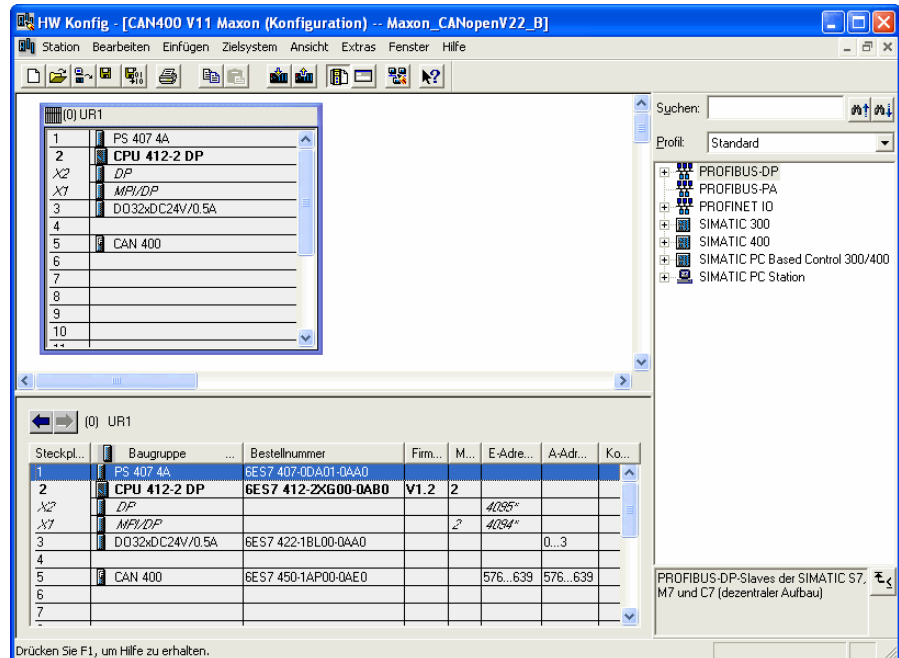 HW Konfig - [CAN400 V11 Maxon (Konfiguration) -- Maxon_CANopenV22_B]
Station Bearbeiten Einfügen Zielsystem Ansicht Extras Fenster Hilfe
(0) UR1
1 PS 407 4A
2 CPU 412-2 DP
X2 DP
X1 MPI/DP
3 DO32xDC24V/0.5A
4
5 CAN 400
6
7
8
9
10
Suchen:
Profil: Standard
PROFIBUS-DP
PROFIBUS-PA
PROFINET IO
SIMATIC 300
SIMATIC 400
SIMATIC PC Based Control 300/400
SIMATIC PC Station
(0) UR1
Steckpl... Baugruppe ... Bestellnummer Firm... M... E-Adre... A-Adr... Ko...
1 PS 407 4A 6ES7 407-0DA01-0AA0
2 CPU 412-2 DP 6ES7 412-2XG00-0AB0 V1.2 2
X2 DP 4095*
X1 MPI/DP 2 4094*
3 DO32xDC24V/0.5A 6ES7 422-1BL00-0AA0 0...3
4
5 CAN 400 6ES7 450-1AP00-0AE0 576...639 576...639
6
7
PROFIBUS-DP-Slaves der SIMATIC S7,
M7 und C7 (dezentraler Aufbau)
Drücken Sie F1, um Hilfe zu erhalten.